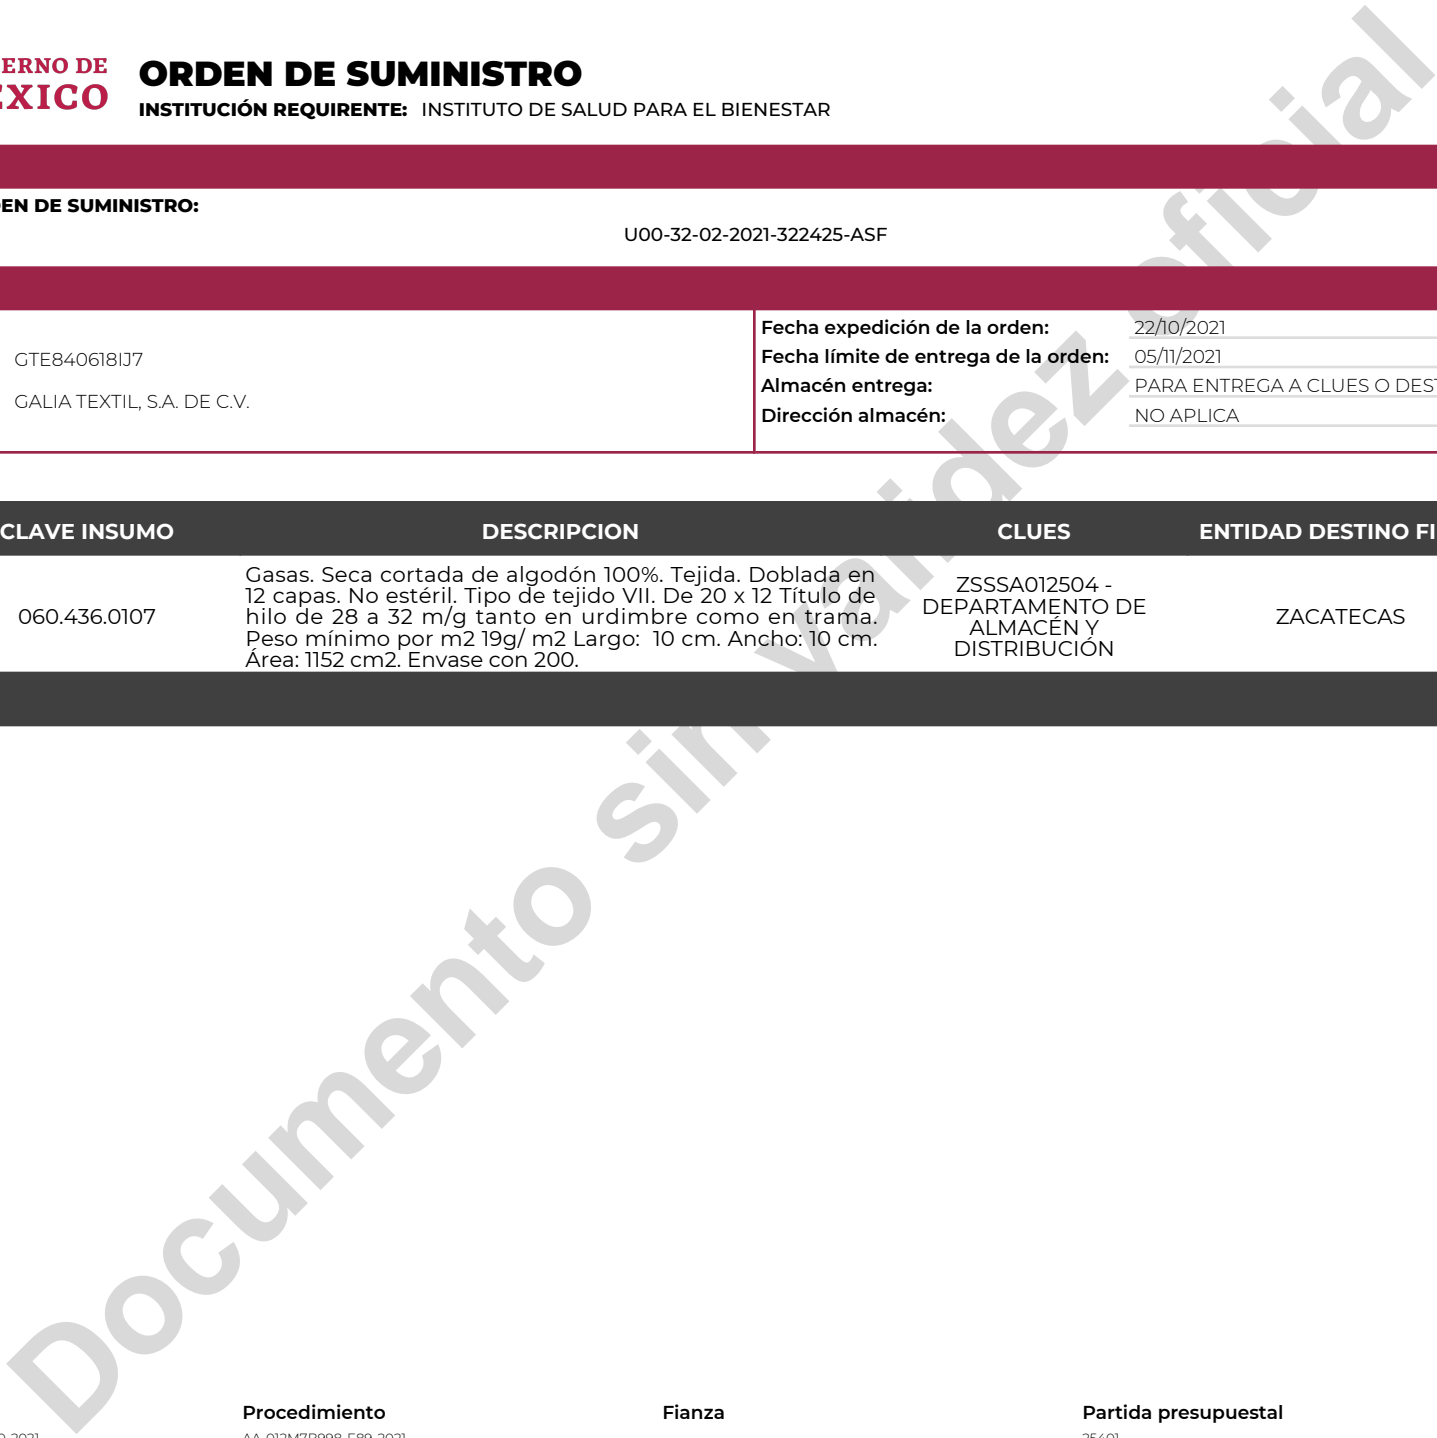 ERNO DE
EXICO
ORDEN DE SUMINISTRO
INSTITUCIÓN REQUIRENTE: INSTITUTO DE SALUD PARA EL BIENESTAR
EN DE SUMINISTRO:
U00-32-02-2021-322425-ASF
GTE840618IJ7
GALIA TEXTIL, S.A. DE C.V.
Fecha expedición de la orden: 22/10/2021
Fecha límite de entrega de la orden: 05/11/2021
Almacén entrega: PARA ENTREGA A CLUES O DEST
Dirección almacén: NO APLICA
CLAVE INSUMO DESCRIPCION CLUES ENTIDAD DESTINO FI
060.436.0107
Gasas. Seca cortada de algodón 100%. Tejida. Doblada en
12 capas. No estéril. Tipo de tejido VII. De 20 x 12 Título de
hilo de 28 a 32 m/g tanto en urdimbre como en trama.
Peso mínimo por m2 19g/ m2 Largo: 10 cm. Ancho: 10 cm.
Área: 1152 cm2. Envase con 200.
ZSSSA012504 -
DEPARTAMENTO DE
ALMACÉN Y
DISTRIBUCIÓN
ZACATECAS
Documento sin validez oficial
Procedimiento Fianza Partida presupuestal